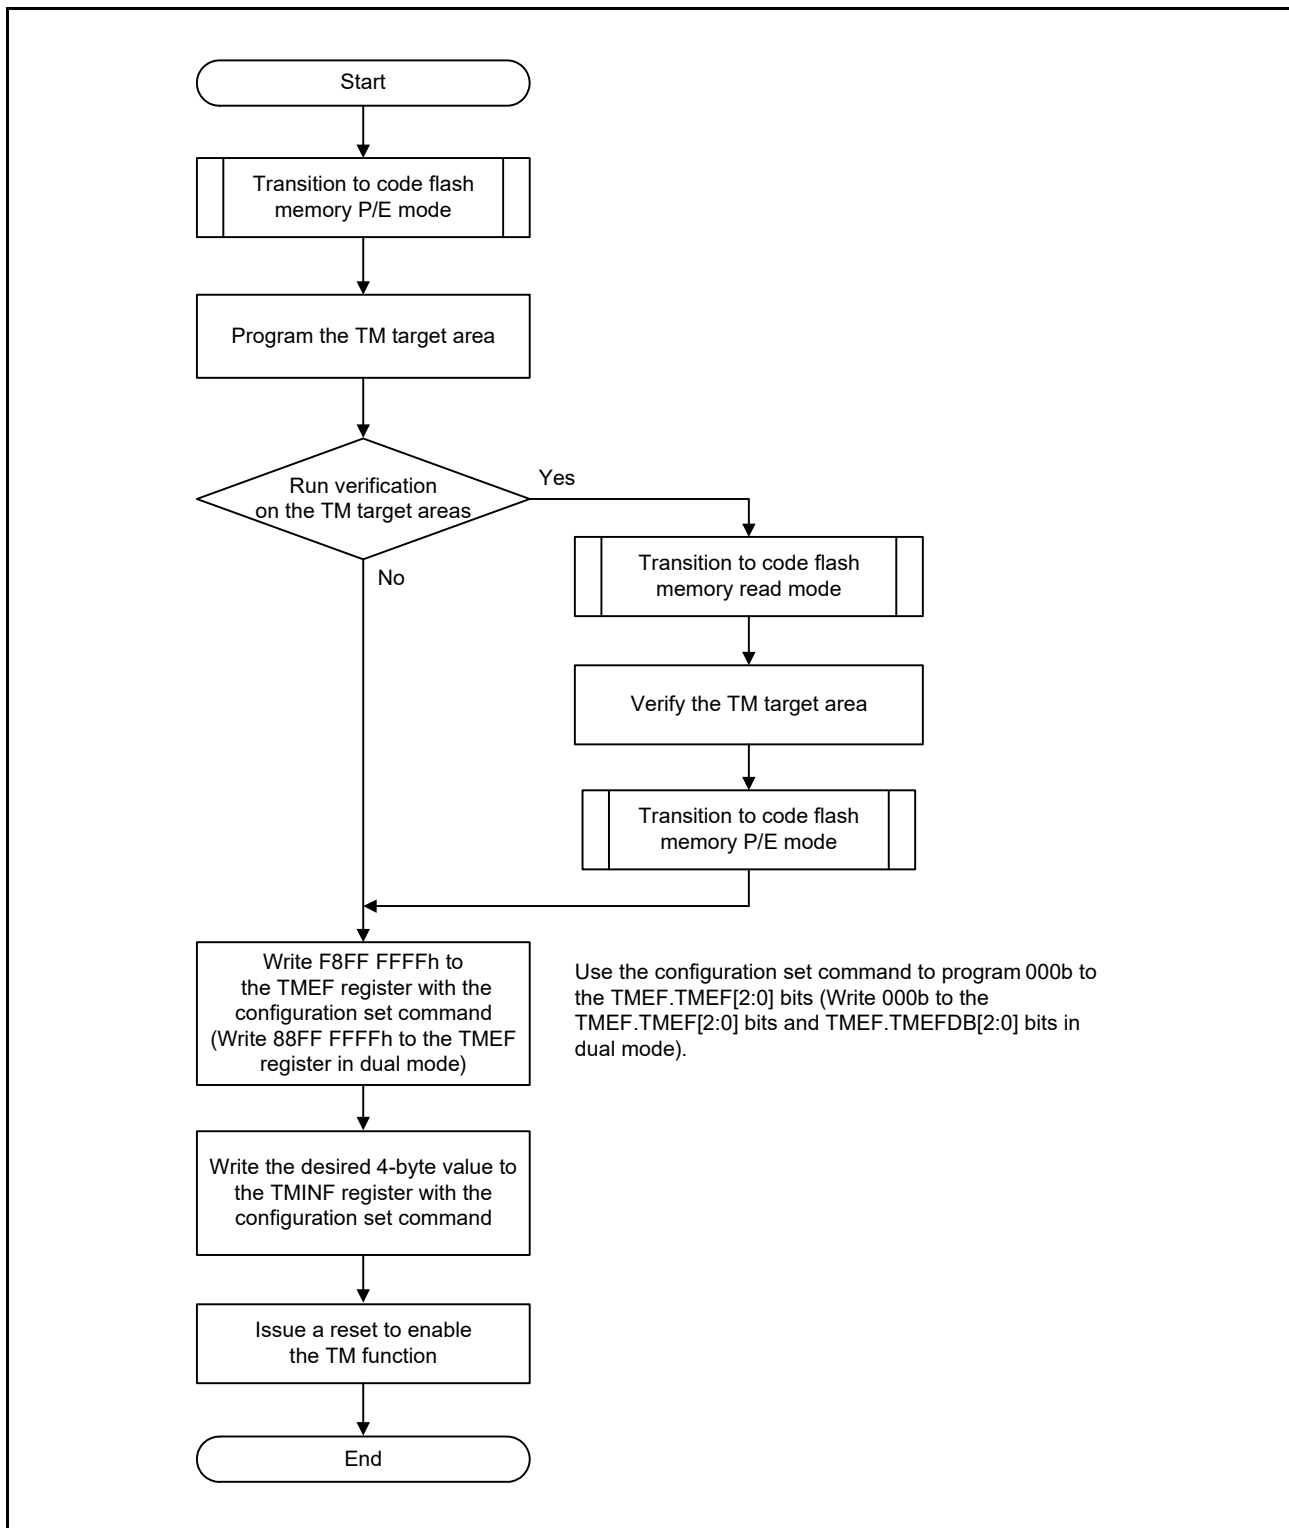 Start
Transition to code flash
memory P/E mode
Program the TM target area
Run verification
on the TM target areas
Yes
No
Transition to code flash
memory read mode
Verify the TM target area
Transition to code flash
memory P/E mode
Write F8FF FFFFh to
the TMEF register with the
configuration set command
(Write 88FF FFFFh to the TMEF
register in dual mode)
Use the configuration set command to program 000b to
the TMEF.TMEF[2:0] bits (Write 000b to the
TMEF.TMEF[2:0] bits and TMEF.TMEFDB[2:0] bits in
dual mode).
Write the desired 4-byte value to
the TMINF register with the
configuration set command
Issue a reset to enable
the TM function
End